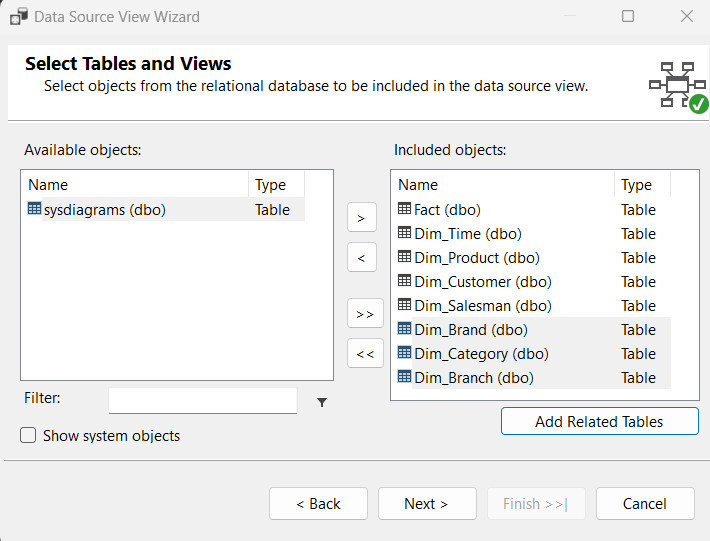 Data Source View Wizard
Select Tables and Views
Select objects from the relational database to be included in the data source view.
Available objects:
Name Type
sysdiagrams (dbo) Table
>
<
>>
<<
Included objects:
Name Type
Fact (dbo) Table
Dim_Time (dbo) Table
Dim_Product (dbo) Table
Dim_Customer (dbo) Table
Dim_Salesman (dbo) Table
Dim_Brand (dbo) Table
Dim_Category (dbo) Table
Dim_Branch (dbo) Table
Filter:
Add Related Tables
Show system objects
< Back Next > Finish >>| Cancel